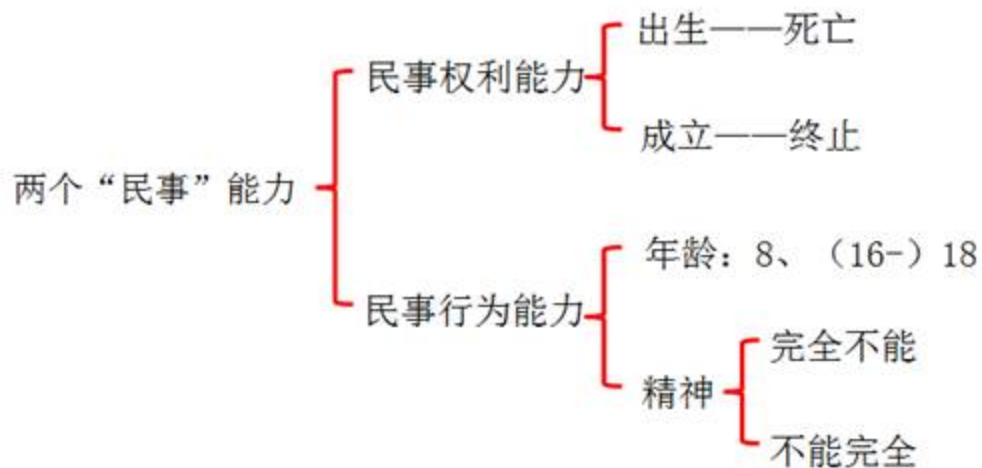 两个“民事”能力
民事权利能力
出生——死亡
成立——终止
民事行为能力
年龄：8、（16-）18
精神
完全不能
不能完全